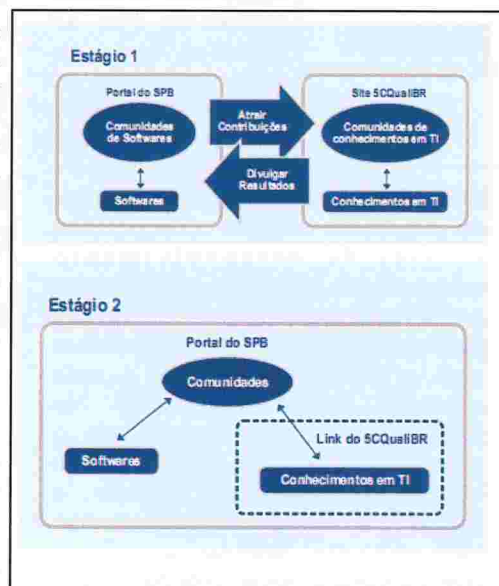 Estágio 1
Portal do SPB
Comunidades
de Softwares
Softwares
Atrair
Contribuições
Divulgar
Resultados
Site 5CQualiBR
Comunidades de
conhecimentos em TI
Conhecimentos em TI
Estágio 2
Portal do SPB
Comunidades
Softwares
Link do 5CQualiBR
Conhecimentos em TI